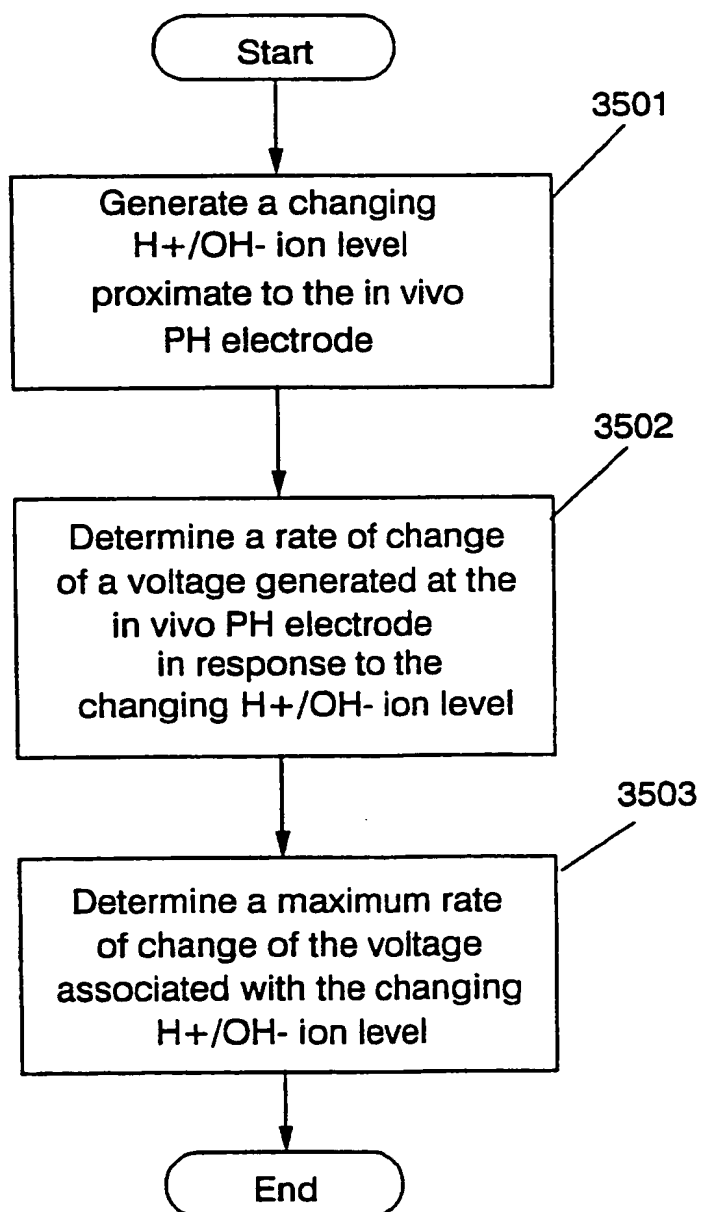 Start
3501
Generate a changing
H+/OH- ion level
proximate to the in vivo
PH electrode
3502
Determine a rate of change
of a voltage generated at the
in vivo PH electrode
in response to the
changing H+/OH- ion level
3503
Determine a maximum rate
of change of the voltage
associated with the changing
H+/OH- ion level
End